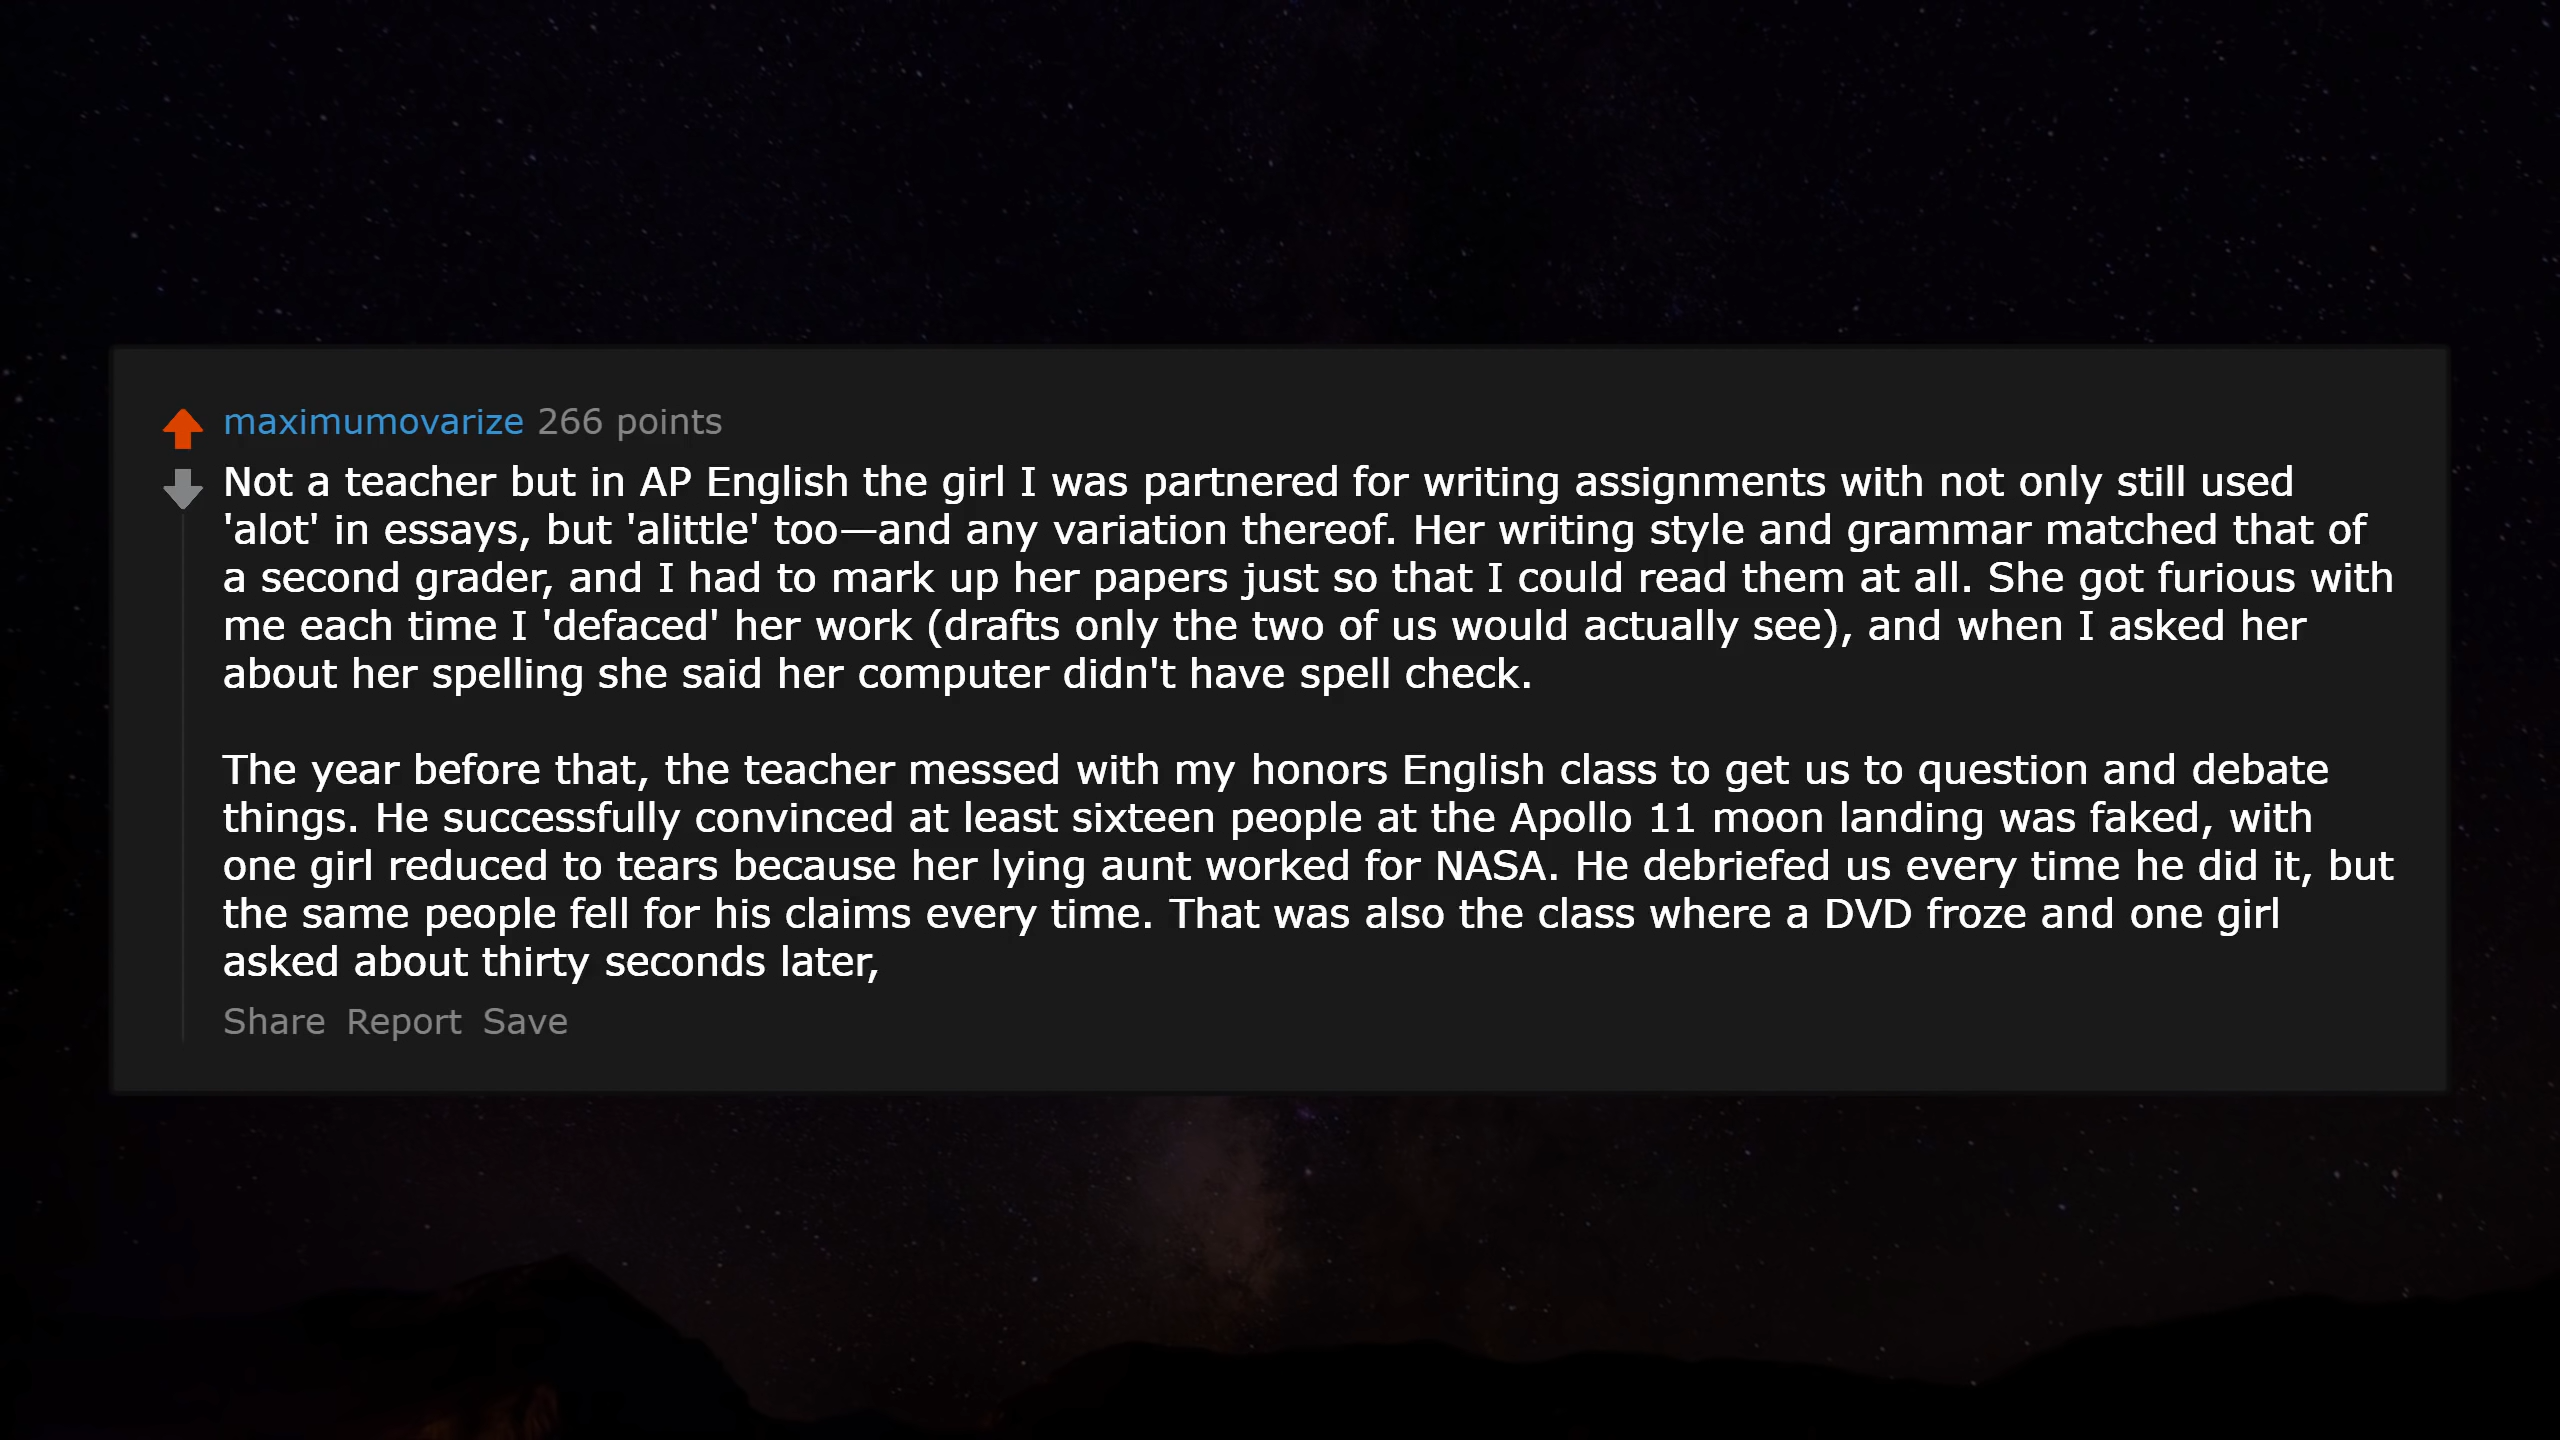 maximumovarize 266 points
Not a teacher but in AP English the girl I was partnered for writing assignments with not only still used
'alot' in essays, but 'alittle' too—and any variation thereof. Her writing style and grammar matched that of
a second grader, and I had to mark up her papers just so that I could read them at all. She got furious with
me each time I 'defaced' her work (drafts only the two of us would actually see), and when I asked her
about her spelling she said her computer didn't have spell check.
The year before that, the teacher messed with my honors English class to get us to question and debate
things. He successfully convinced at least sixteen people at the Apollo 11 moon landing was faked, with
one girl reduced to tears because her lying aunt worked for NASA. He debriefed us every time he did it, but
the same people fell for his claims every time. That was also the class where a DVD froze and one girl
asked about thirty seconds later,
Share Report Save